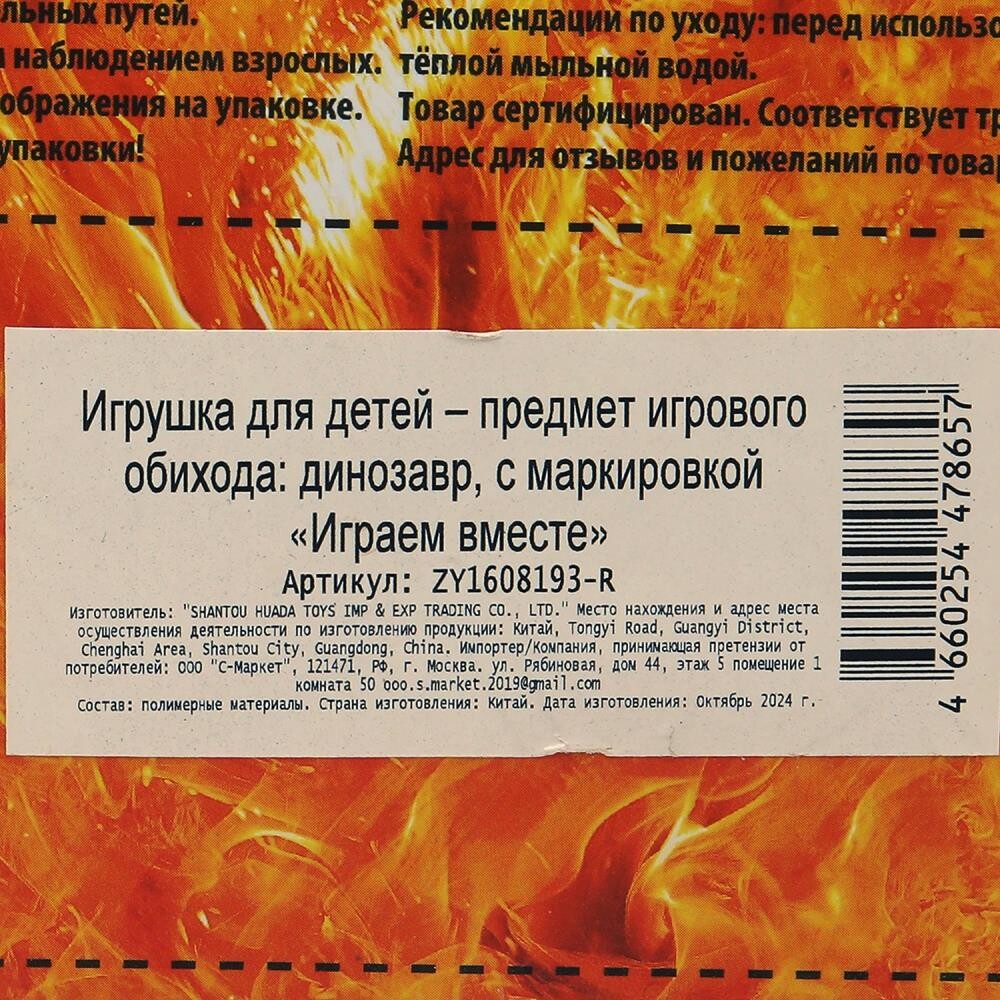 льных путей.
наблюдением взрослых.
ображения на упаковке.
упаковки!
Рекомендации по уходу: перед использо
тёплой мыльной водой.
Товар сертифицирован. Соответствует тр
Адрес для отзывов и пожеланий по товар
Игрушка для детей – предмет игрового
обихода: динозавр, с маркировкой
«Играем вместе»
Артикул: ZY1608193-R
Изготовитель: "SHANTOU HUADA TOYS IMP & EXP TRADING CO., LTD." Место нахождения и адрес места
осуществления деятельности по изготовлению продукции: Китай, Tongyi Road, Guangyi District,
Chenghai Area, Shantou City, Guangdong, China. Импортер/Компания, принимающая претензии от
потребителей: ООО "С-Маркет", 121471, РФ, г. Москва. ул. Рябиновая, дом 44, этаж 5 помещение 1
комната 50 ooo.s.market.2019@gmail.com
Состав: полимерные материалы. Страна изготовления: Китай. Дата изготовления: Октябрь 2024 г.
4 660254 478657